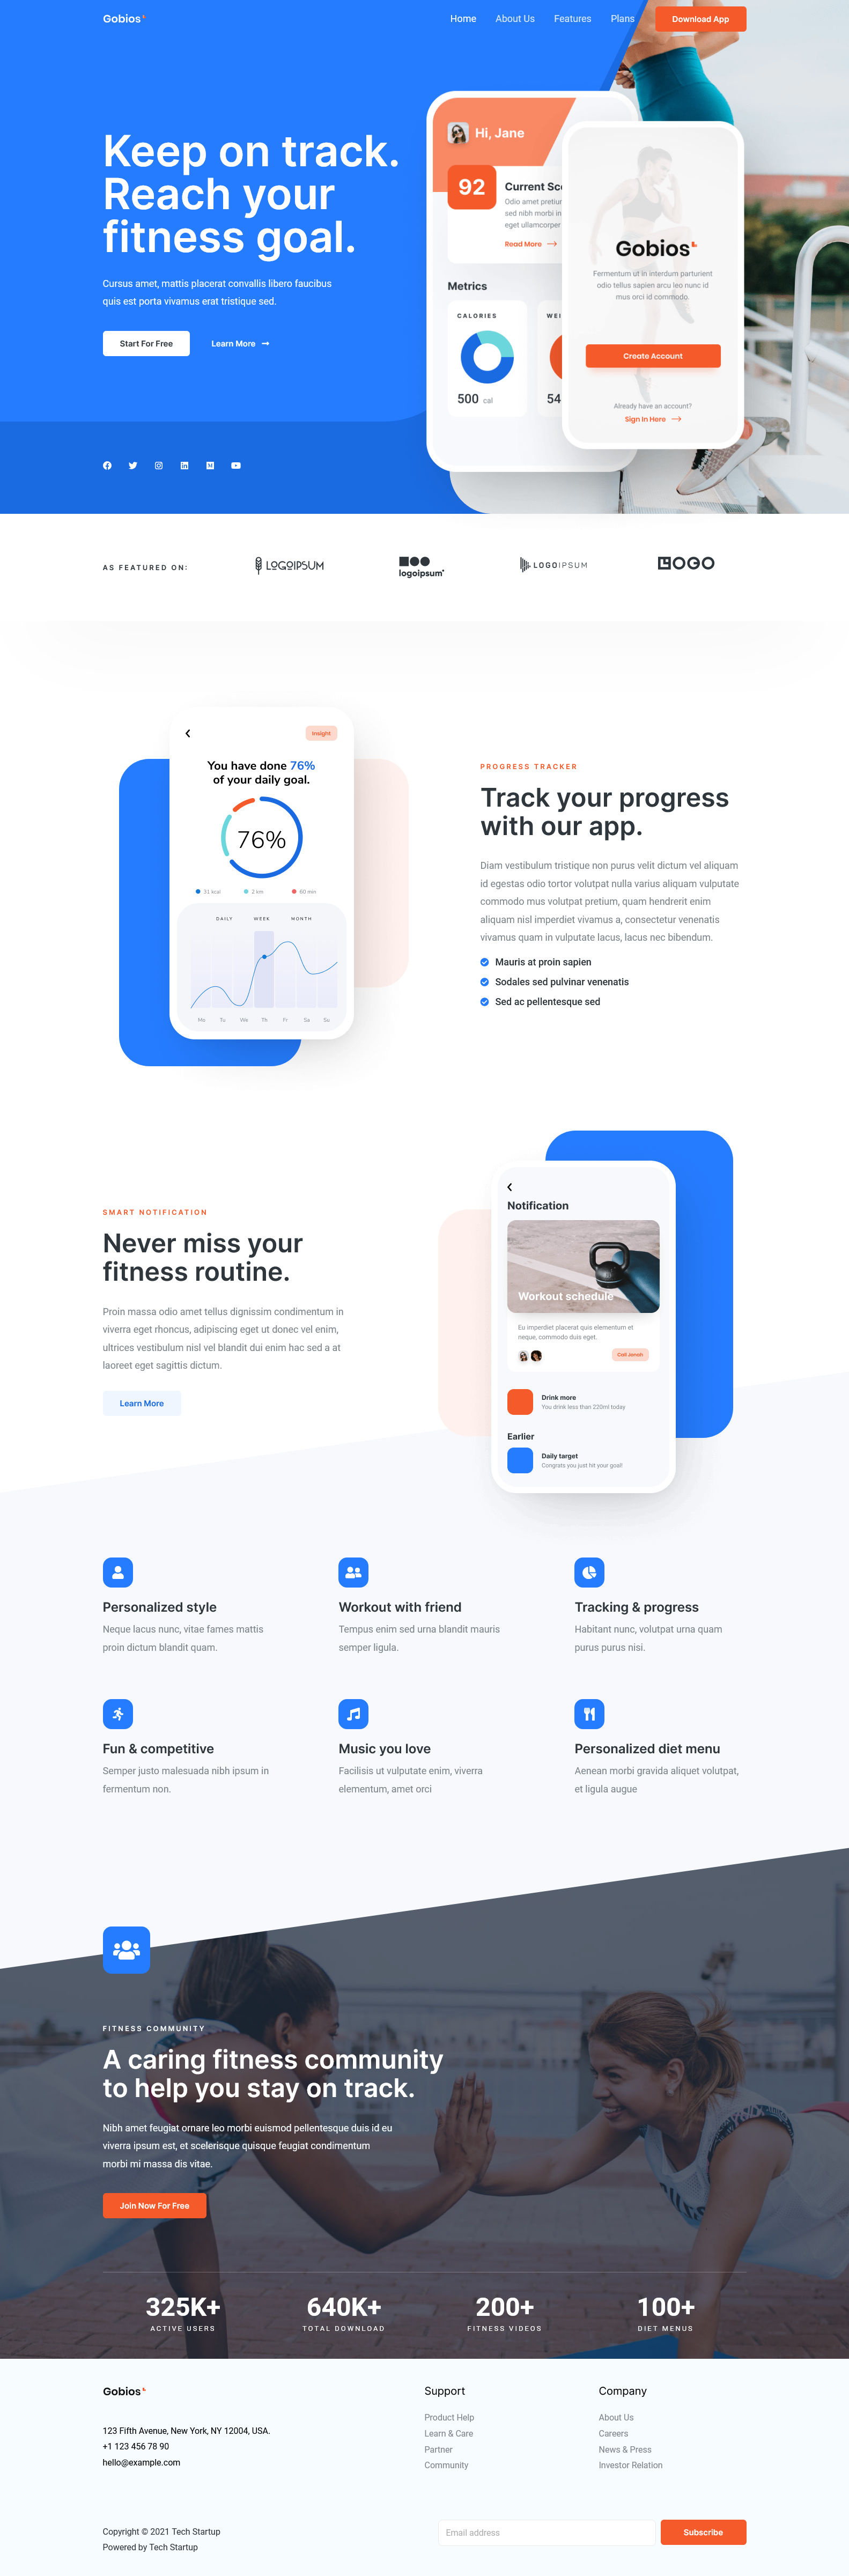 Gobios
Home
About Us
Features
Plans
Download App
Keep on track.
Reach your
fitness goal.
Cursus amet, mattis placerat convallis libero faucibus
quis est porta vivamus erat tristique sed.
Start For Free
Learn More
Hi, Jane
92
Current Sco
Odio amet pretiur
sed nibh morbi in
eget ullamcorper
Read More
Metrics
CALORIES
WEI
500 cal
54
Gobios
Fermentum ut in interdum parturient
odio tellus sapien arcu leo nunc id
mus orci id commodo.
Create Account
Already have an account?
Sign In Here
AS FEATURED ON:
LOGOIPSUM
logoipsum
LOGOIPSUM
LOGO
Insight
You have done 76%
of your daily goal.
76%
31 kcal
2 km
60 min
DAILY
WEEK
MONTH
Mo Tu We Th Fr Sa Su
PROGRESS TRACKER
Track your progress
with our app.
Diam vestibulum tristique non purus velit dictum vel aliquam
id egestas odio tortor volutpat nulla varius aliquam vulputate
commodo mus volutpat pretium, quam hendrerit enim
aliquam nisl imperdiet vivamus a, consectetur venenatis
vivamus quam in vulputate lacus, lacus nec bibendum.
Mauris at proin sapien
Sodales sed pulvinar venenatis
Sed ac pellentesque sed
SMART NOTIFICATION
Never miss your
fitness routine.
Proin massa odio amet tellus dignissim condimentum in
viverra eget rhoncus, adipiscing eget ut donec vel enim,
ultrices vestibulum nisl vel blandit dui enim hac sed a at
laoreet eget sagittis dictum.
Learn More
Notification
Workout schedule
Eu imperdiet placerat quis elementum et
neque, commodo duis eget.
Call Jonah
Drink more
You drink less than 220ml today
Earlier
Daily target
Congrats you just hit your goal!
Personalized style
Neque lacus nunc, vitae fames mattis
proin dictum blandit quam.
Workout with friend
Tempus enim sed urna blandit mauris
semper ligula.
Tracking & progress
Habitant nunc, volutpat urna quam
purus purus nisi.
Fun & competitive
Semper justo malesuada nibh ipsum in
fermentum non.
Music you love
Facilisis ut vulputate enim, viverra
elementum, amet orci
Personalized diet menu
Aenean morbi gravida aliquet volutpat,
et ligula augue
FITNESS COMMUNITY
A caring fitness community
to help you stay on track.
Nibh amet feugiat ornare leo morbi euismod pellentesque duis id eu
viverra ipsum est, et scelerisque quisque feugiat condimentum
morbi mi massa dis vitae.
Join Now For Free
325K+
ACTIVE USERS
640K+
TOTAL DOWNLOAD
200+
FITNESS VIDEOS
100+
DIET MENUS
Gobios
123 Fifth Avenue, New York, NY 12004, USA.
+1 123 456 78 90
hello@example.com
Support
Product Help
Learn & Care
Partner
Community
Company
About Us
Careers
News & Press
Investor Relation
Copyright © 2021 Tech Startup
Powered by Tech Startup
Email address
Subscribe